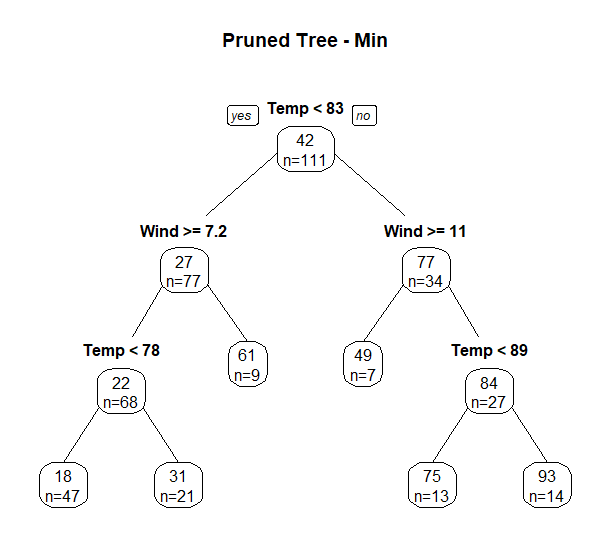 Pruned Tree - Min
yes Temp < 83 no
42
n=111
Wind >= 7.2
Wind >= 11
27
n=77
77
n=34
Temp < 78
61
n=9
49
n=7
Temp < 89
22
n=68
84
n=27
18
n=47
31
n=21
75
n=13
93
n=14